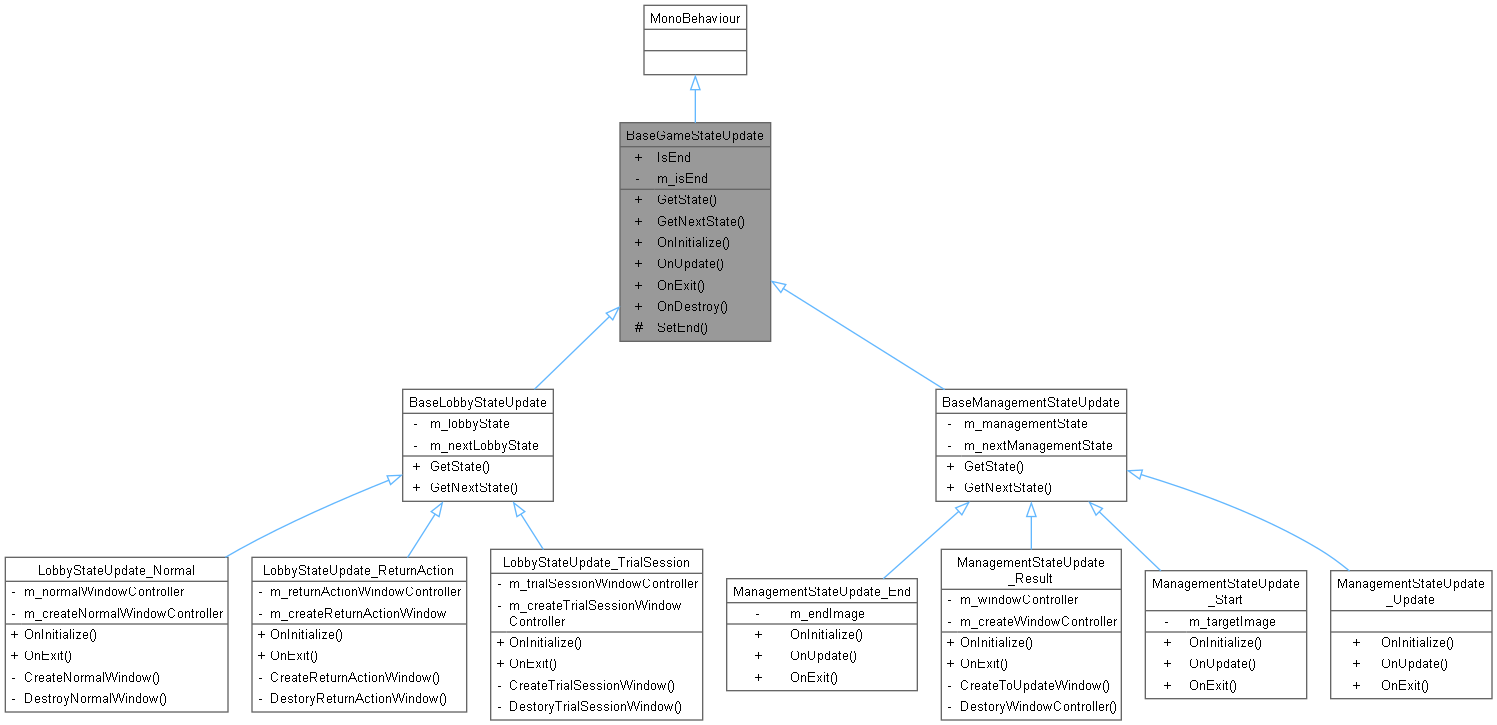 MonoBehaviour
BaseGameStateUpdate
+ IsEnd
- m_isEnd
+ GetState()
+ GetNextState()
+ OnInitialize()
+ OnUpdate()
+ OnExit()
+ OnDestroy()
# SetEnd()
BaseLobbyStateUpdate
- m_lobbyState
- m_nextLobbyState
+ GetState()
+ GetNextState()
BaseManagementStateUpdate
- m_managementState
- m_nextManagementState
+ GetState()
+ GetNextState()
LobbyStateUpdate_Normal
- m_normalWindowController
- m_createNormalWindowController
+ OnInitialize()
+ OnExit()
- CreateNormalWindow()
- DestroyNormalWindow()
LobbyStateUpdate_ReturnAction
- m_returnActionWindowController
- m_createReturnActionWindow
+ OnInitialize()
+ OnExit()
- CreateReturnActionWindow()
- DestoryReturnActionWindow()
LobbyStateUpdate_TrialSession
- m_trialSessionWindowController
- m_createTrialSessionWindow
Controller
+ OnInitialize()
+ OnExit()
- CreateTrialSessionWindow()
- DestoryTrialSessionWindow()
ManagementStateUpdate_End
- m_endImage
+ OnInitialize()
+ OnUpdate()
+ OnExit()
ManagementStateUpdate
_Result
- m_windowController
- m_createWindowController
+ OnInitialize()
+ OnExit()
- CreateToUpdateWindow()
- DestoryWindowController()
ManagementStateUpdate
_Start
- m_targetImage
+ OnInitialize()
+ OnUpdate()
+ OnExit()
ManagementStateUpdate
_Update
+ OnInitialize()
+ OnUpdate()
+ OnExit()